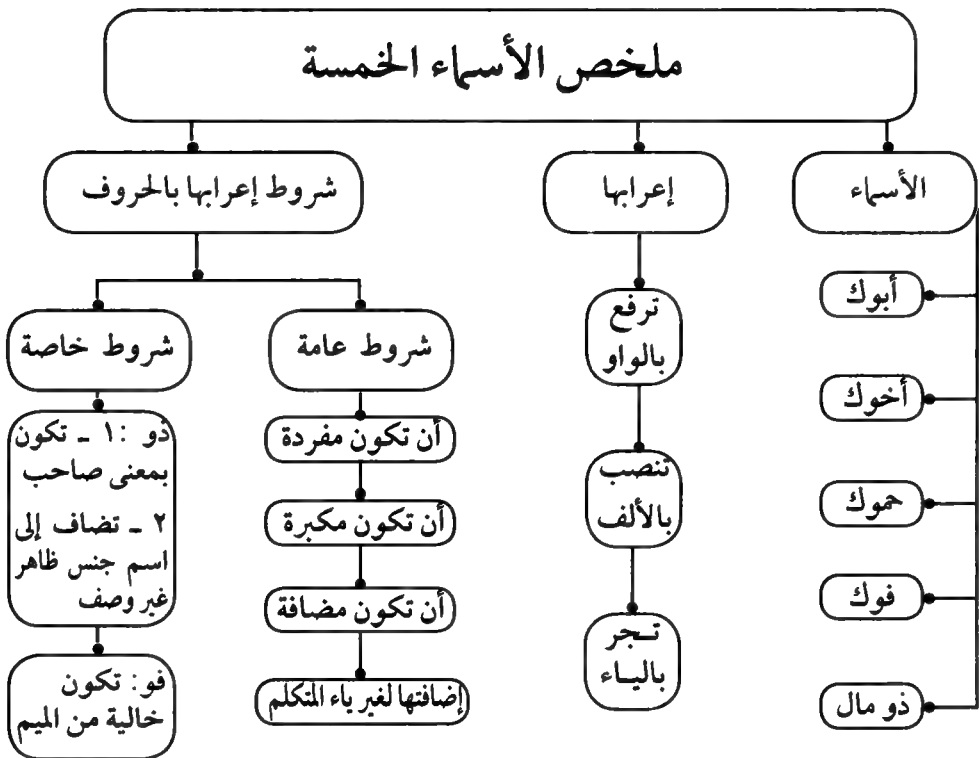 ملخص الأسماء الخمسة
الأسماء
أبوك
أخوك
حموك
فوك
ذو مال
إعرابها
ترفع
بالواو
تنصب
بالألف
تـجر
باليـاء
شروط إعرابها بالحروف
شروط عامة
أن تكون مفردة
أن تكون مكبرة
أن تكون مضافة
إضافتها لغير ياء المتكلم
شروط خاصة
ذو : ١ ـ تكون
بمعنى صاحب
٢ ـ تضاف إلى
اسم جنس ظاهر
غير وصف
فو : تكون
خالية من الميم